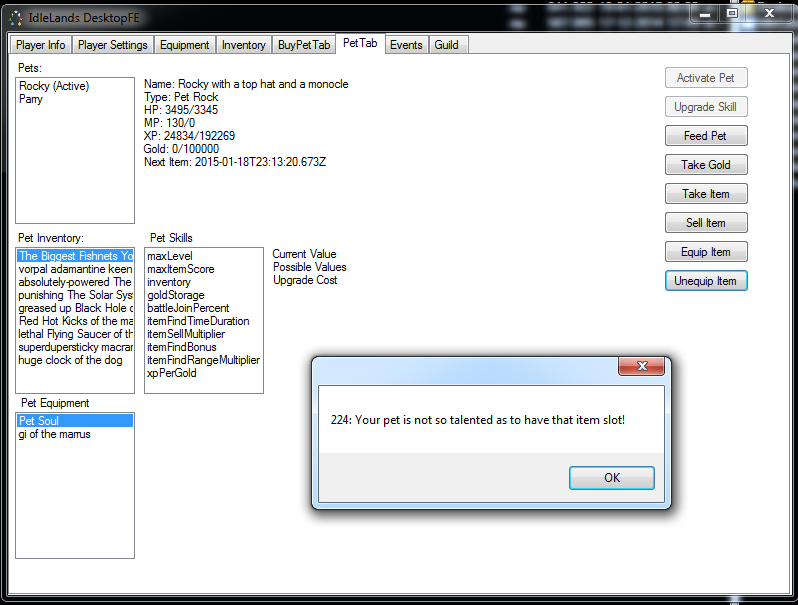 IdleLands DesktopFE
Player Info Player Settings Equipment Inventory BuyPetTab PetTab Events Guild
Pets:
Rocky (Active)
Parry
Name: Rocky with a top hat and a monocle
Type: Pet Rock
HP: 3495/3345
MP: 130/0
XP: 24834/192269
Gold: 0/100000
Next Item: 2015-01-18T23:13:20.673Z
Activate Pet
Upgrade Skill
Feed Pet
Take Gold
Take Item
Sell Item
Equip Item
Unequip Item
Pet Inventory:
The Biggest Fishnets Yo
vorpal adamantine keen
absolutely-powered The
punishing The Solar Sys
greased up Black Hole
Red Hot Kicks of the ma
lethal Flying Saucer of th
superdupersticky macra
huge clock of the dog
Pet Skills
maxLevel
maxItemScore
inventory
goldStorage
battleJoinPercent
itemFindTimeDuration
itemSellMultiplier
itemFindBonus
itemFindRangeMultiplier
xpPerGold
Current Value
Possible Values
Upgrade Cost
Pet Equipment
Pet Soul
gi of the marrus
224: Your pet is not so talented as to have that item slot!
OK